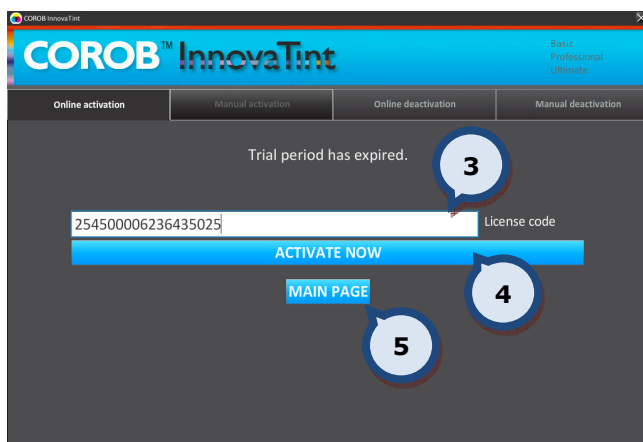 COROB InnovaTint
COROB™ InnovaTint
Basic
Professional
Ultimate
Online activation
Manual activation
Online deactivation
Manual deactivation
Trial period has expired.
3
254500006236435025
License code
ACTIVATE NOW
4
MAIN PAGE
5